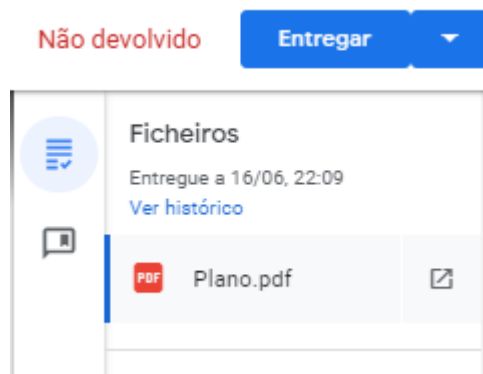 Não devolvido
Entregar
Ficheiros
Entregue a 16/06, 22:09
Ver histórico
PDF
Plano.pdf